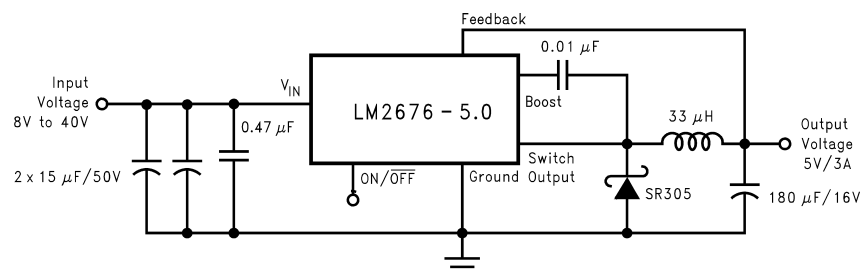 Feedback
0.01 μF
Input
Voltage
8V to 40V
V_IN
LM2676 – 5.0
Boost
33 μH
Output
Voltage
5V/3A
0.47 μF
2 x 15 μF/50V
ON/O̅F̅F̅
Ground
Switch
Output
SR305
180 μF/16V